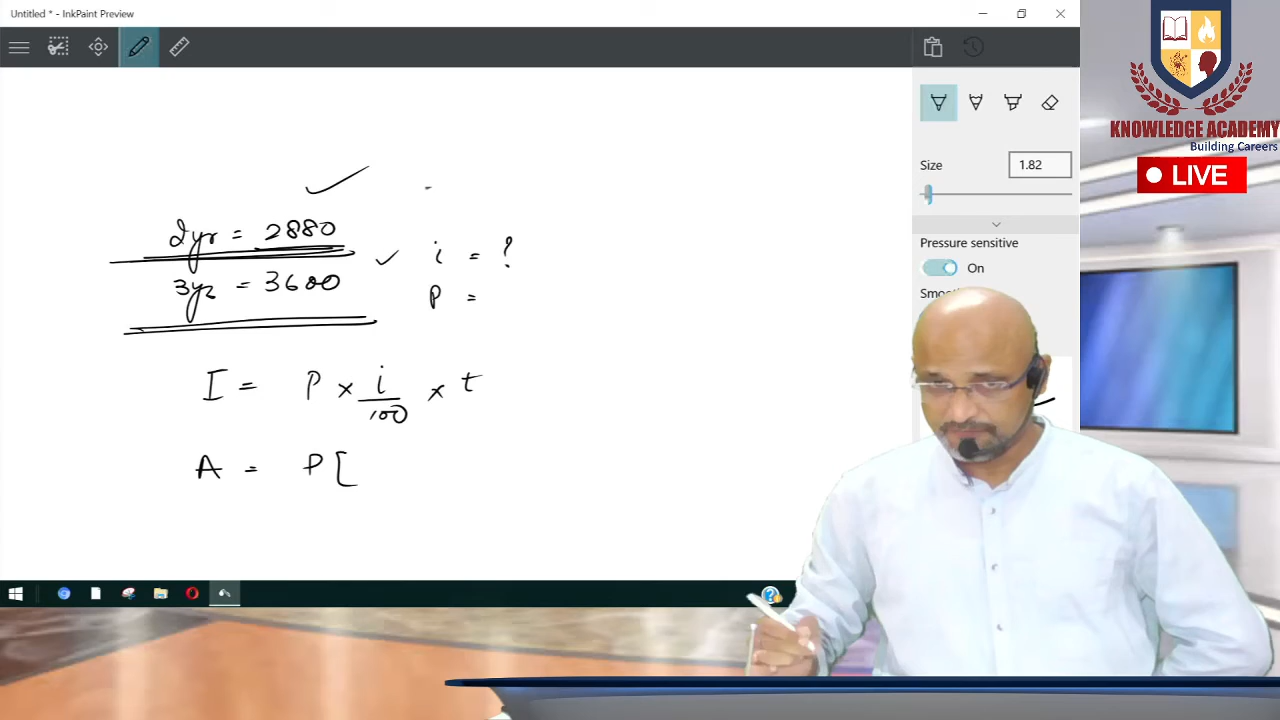 Untitled * - InkPaint Preview
KNOWLEDGE ACADEMY
Building Careers
LIVE
Size
1.82
Pressure sensitive
On
2yr = 2880
3yr = 3600
i = ?
P =
I = P × i/100 × t
A = P [